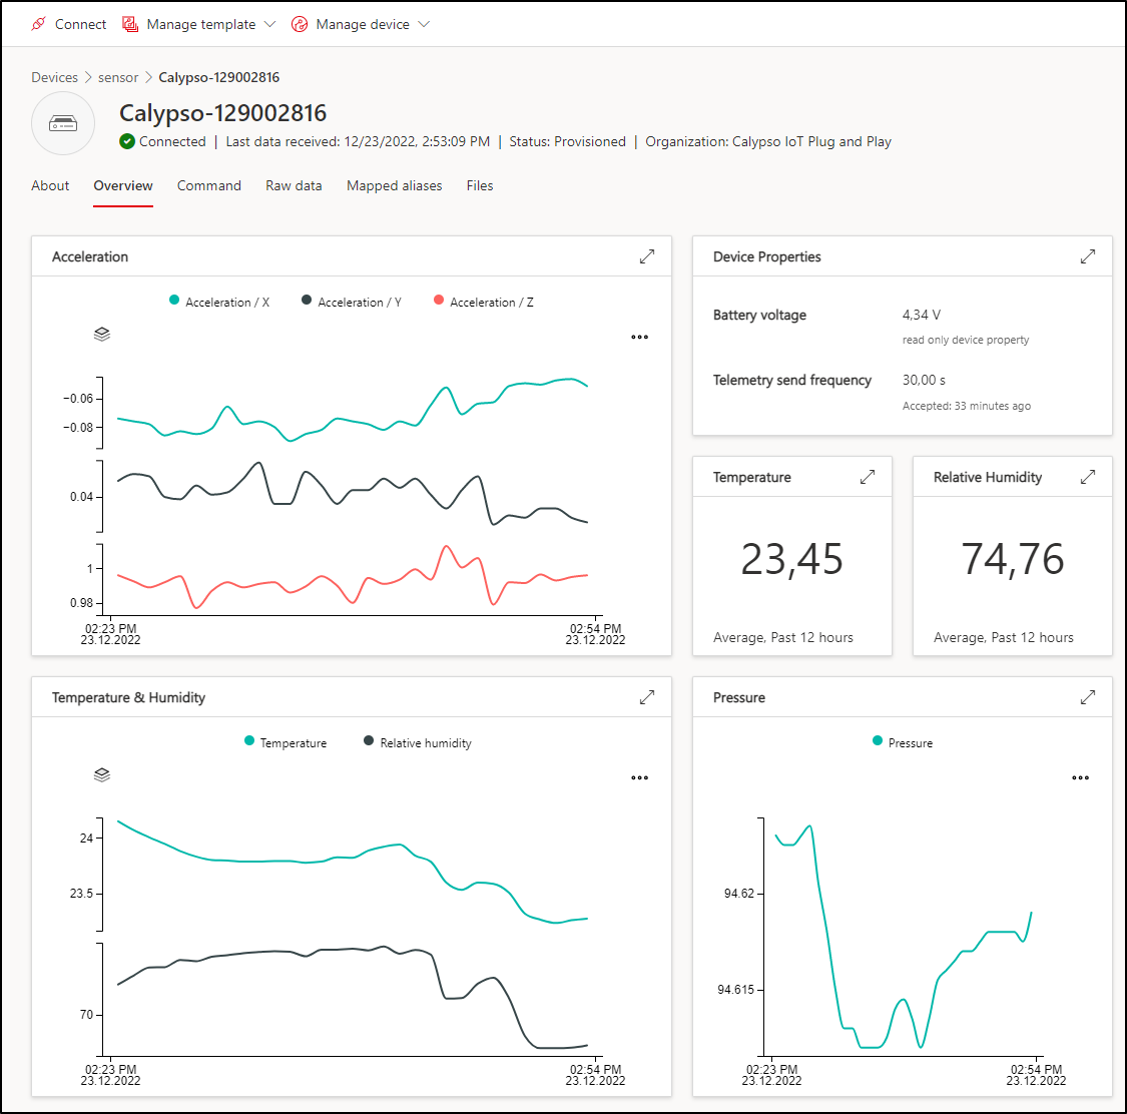 Connect Manage template Manage device
Devices > sensor > Calypso-129002816
Calypso-129002816
Connected | Last data received: 12/23/2022, 2:53:09 PM | Status: Provisioned | Organization: Calypso IoT Plug and Play
About Overview Command Raw data Mapped aliases Files
Acceleration
Acceleration / X Acceleration / Y Acceleration / Z
−0.06
−0.08
0.04
1
0.98
02:23 PM 02:54 PM
23.12.2022 23.12.2022
Device Properties
Battery voltage 4,34 V
read only device property
Telemetry send frequency 30,00 s
Accepted: 33 minutes ago
Temperature
23,45
Average, Past 12 hours
Relative Humidity
74,76
Average, Past 12 hours
Temperature & Humidity
Temperature Relative humidity
24
23.5
70
02:23 PM 02:54 PM
23.12.2022 23.12.2022
Pressure
Pressure
94.62
94.615
02:23 PM 02:54 PM
23.12.2022 23.12.2022